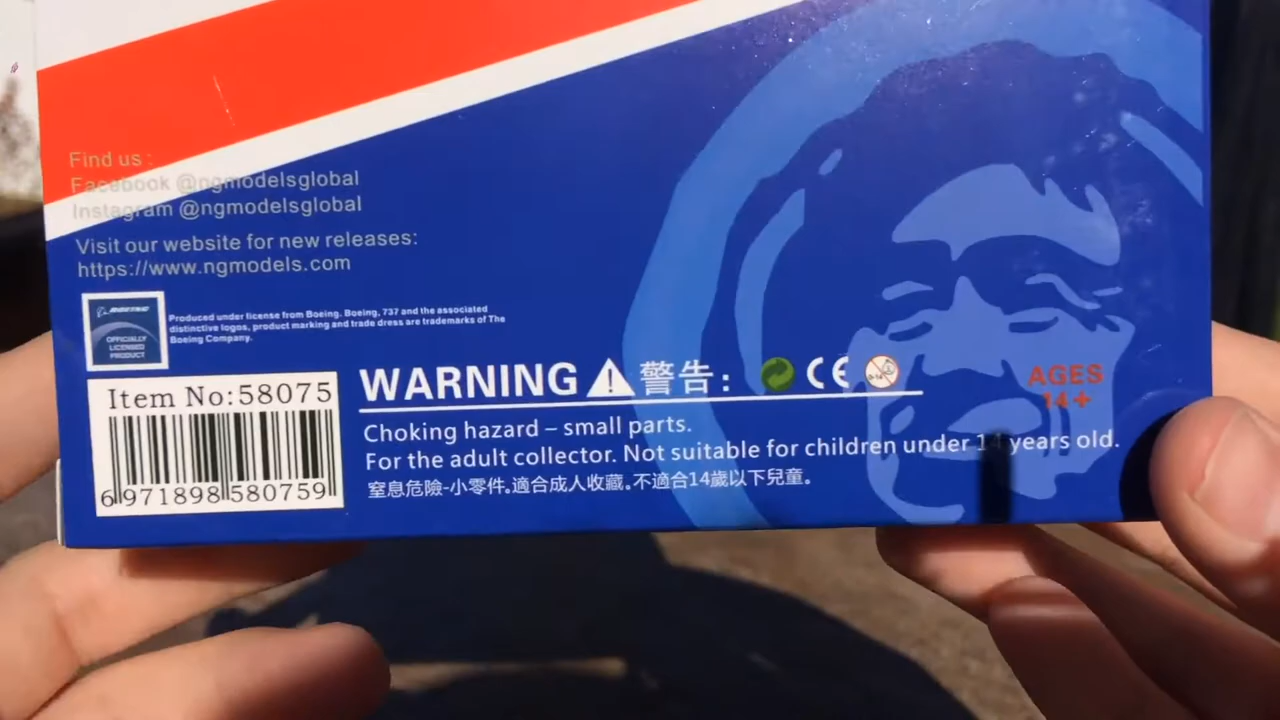 Find us :
Facebook @ngmodelsglobal
Instagram @ngmodelsglobal
Visit our website for new releases:
https://www.ngmodels.com
BOEING
OFFICIALLY
LICENSED
PRODUCT
Produced under license from Boeing. Boeing, 737 and the associated
distinctive logos, product marking and trade dress are trademarks of The
Boeing Company.
Item No:58075
6 971898 580759
WARNING ! 警告:
CE
0-14
AGES
14+
Choking hazard – small parts.
For the adult collector. Not suitable for children under 14 years old.
窒息危險-小零件。適合成人收藏。不適合14歲以下兒童。